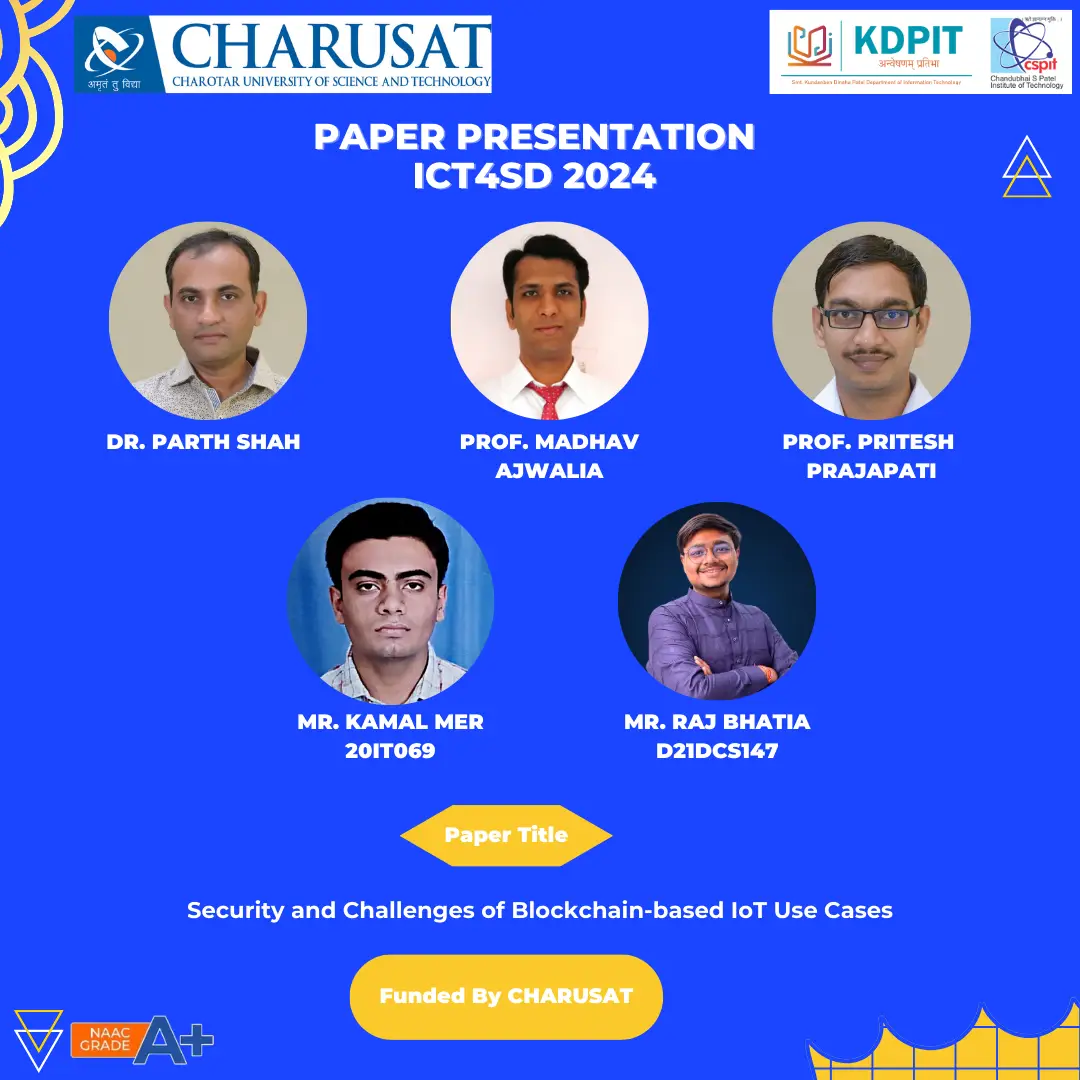 CHARUSAT
CHAROTAR UNIVERSITY OF SCIENCE AND TECHNOLOGY
अमृतं तु विद्या
KDPIT
अन्वेषणम् प्रतिभा
Smt. Kundanben Dinsha Patel Department of Information Technology
cspit
Chandubhai S Patel
Institute of Technology
PAPER PRESENTATION
ICT4SD 2024
DR. PARTH SHAH
PROF. MADHAV
AJWALIA
PROF. PRITESH
PRAJAPATI
MR. KAMAL MER
20IT069
MR. RAJ BHATIA
D21DCS147
Paper Title
Security and Challenges of Blockchain-based IoT Use Cases
Funded By CHARUSAT
NAAC
GRADE
A+